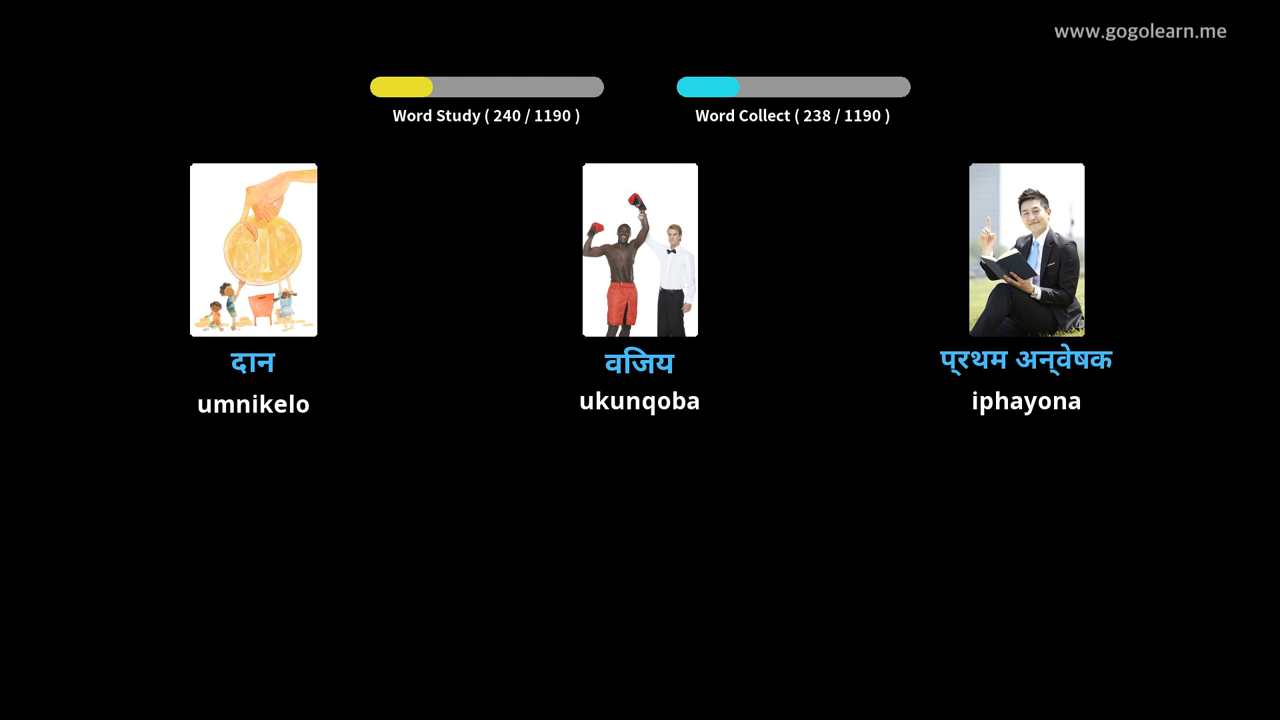 www.gogolearn.me
Word Study ( 240 / 1190 )
Word Collect ( 238 / 1190 )
दान
वजिय
प्रथम अन्वेषक
umnikelo
ukunqoba
iphayona